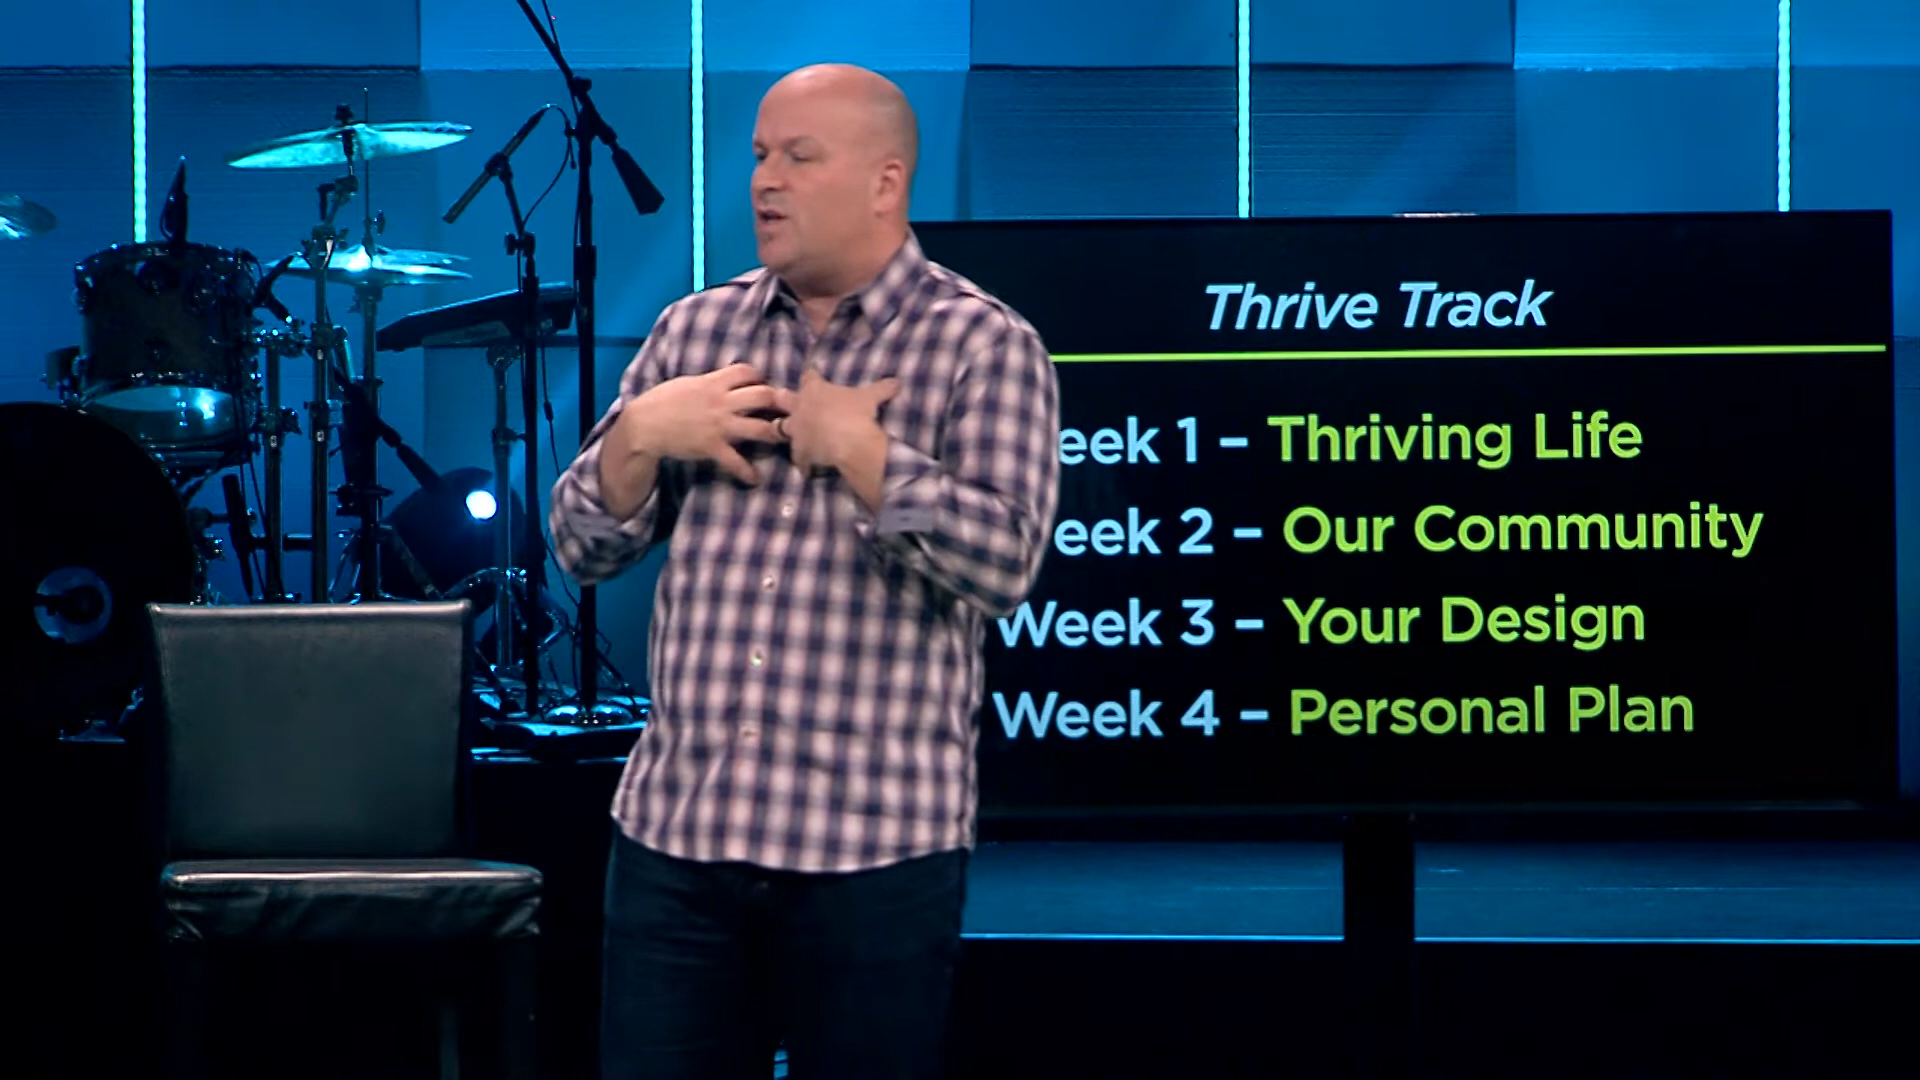 Thrive Track
eek 1 – Thriving Life
eek 2 – Our Community
Week 3 – Your Design
Week 4 – Personal Plan